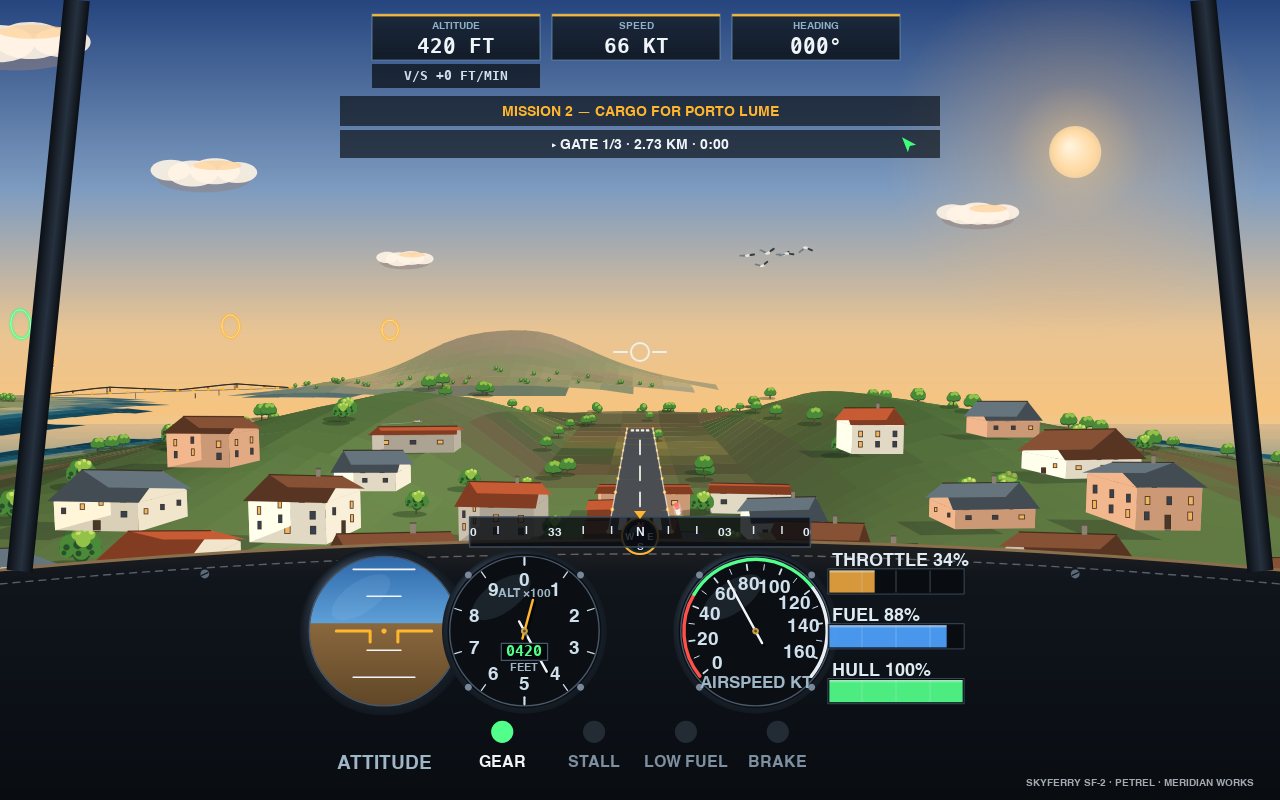 ALTITUDE
420 FT
SPEED
66 KT
HEADING
000°
V/S +0 FT/MIN
MISSION 2 — CARGO FOR PORTO LUME
▸ GATE 1/3 · 2.73 KM · 0:00
0 33 N 03 0
W E
S
9 0 1
ALT ×100
8 2
7 3
6 5 4
0420
FEET
0 20 40 60 80 100 120 140 160
AIRSPEED KT
THROTTLE 34%
FUEL 88%
HULL 100%
ATTITUDE
GEAR
STALL
LOW FUEL
BRAKE
SKYFERRY SF-2 · PETREL · MERIDIAN WORKS